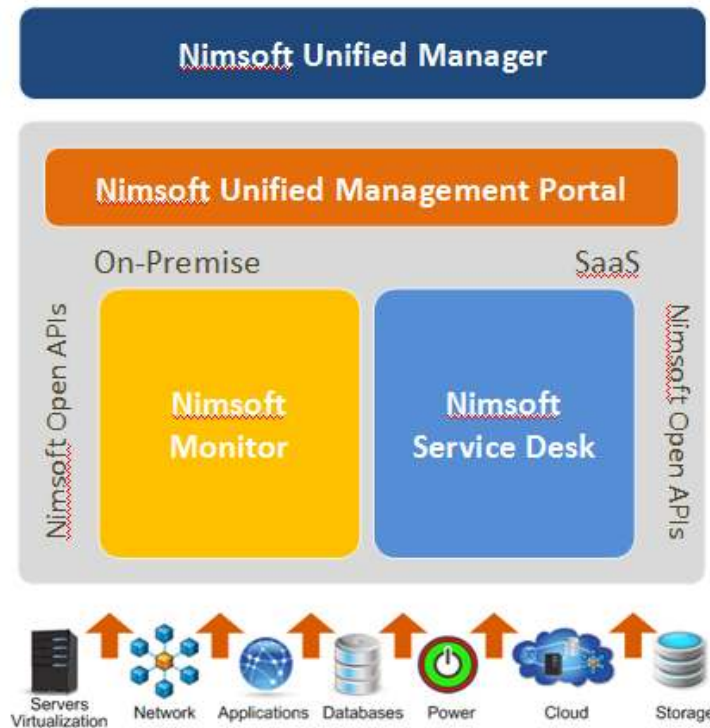 Nimsoft Unified Manager
Nimsoft Unified Management Portal
On-Premise
SaaS
Nimsoft Open APIs
Nimsoft
Monitor
Nimsoft
Service Desk
Nimsoft Open APIs
Servers
Virtualization
Network
Applications
Databases
Power
Cloud
Storage